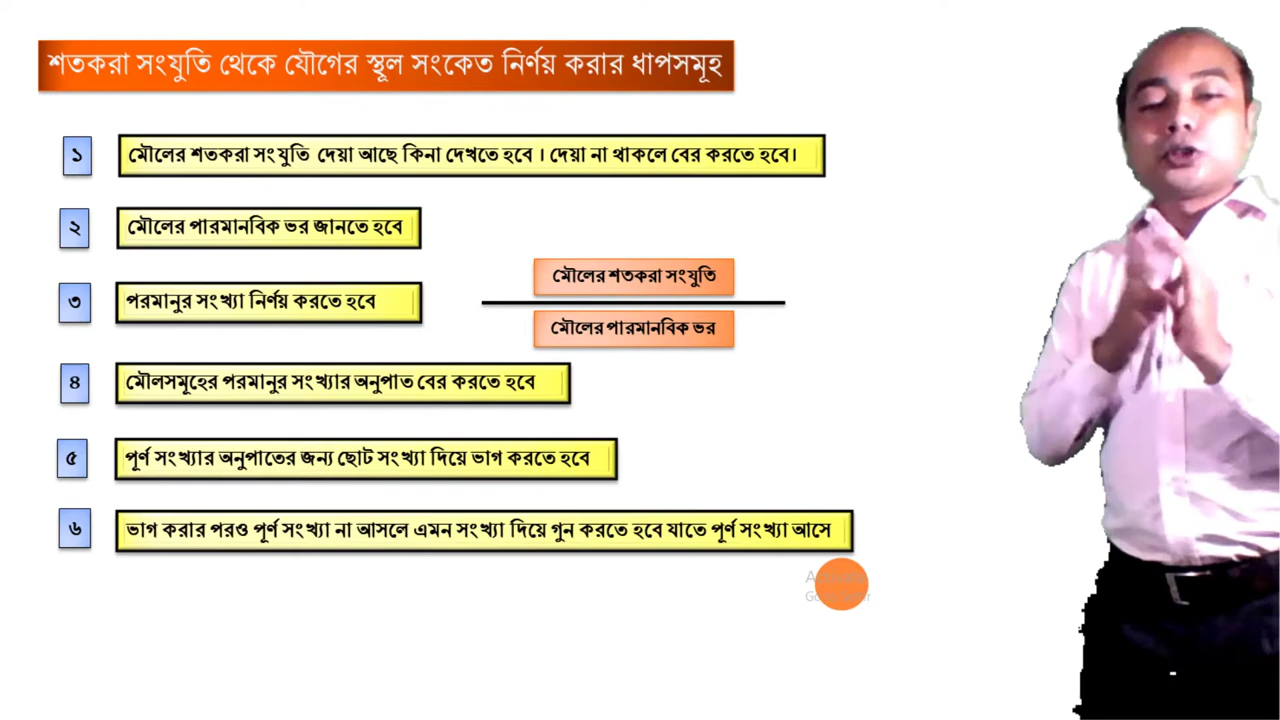 শতকরা সংযুতি থেকে যৌগের স্থূল সংকেত নির্ণয় করার ধাপসমূহ
১ মৌলের শতকরা সংযুতি দেয়া আছে কিনা দেখতে হবে । দেয়া না থাকলে বের করতে হবে।
২ মৌলের পারমানবিক ভর জানতে হবে
৩ পরমানুর সংখ্যা নির্ণয় করতে হবে
মৌলের শতকরা সংযুতি
মৌলের পারমানবিক ভর
৪ মৌলসমূহের পরমানুর সংখ্যার অনুপাত বের করতে হবে
৫ পূর্ণ সংখ্যার অনুপাতের জন্য ছোট সংখ্যা দিয়ে ভাগ করতে হবে
৬ ভাগ করার পরও পূর্ণ সংখ্যা না আসলে এমন সংখ্যা দিয়ে গুন করতে হবে যাতে পূর্ণ সংখ্যা আসে